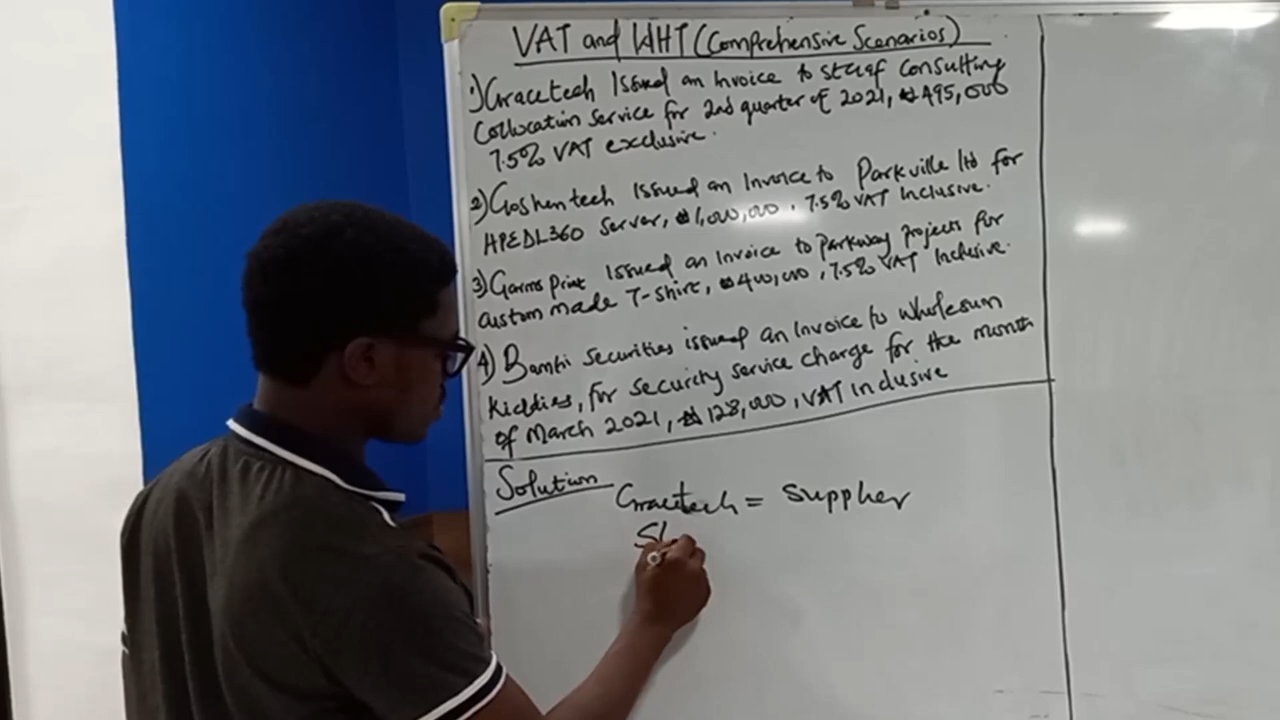 VAT and WHT (Comprehensive Scenarios)
1) Gracetech Issued an Invoice to Consulting
Collocation Service for 2nd quarter of 2021, ₦495,000
7.5% VAT exclusive.
2) Goshentech Issued an Invoice to Parkville ltd for
HPEDL360 Server, ₦1,000,000, 7.5% VAT Inclusive.
3) Garms Print Issued an Invoice to Parkway Projects for
custom made T-shirt, ₦400,000, 7.5% VAT Inclusive.
4) Securities issued an Invoice to Wholesum
Kiddies, for security service charge for the month
of March 2021, ₦128,000, VAT inclusive
Solution Gracetech = Supplier